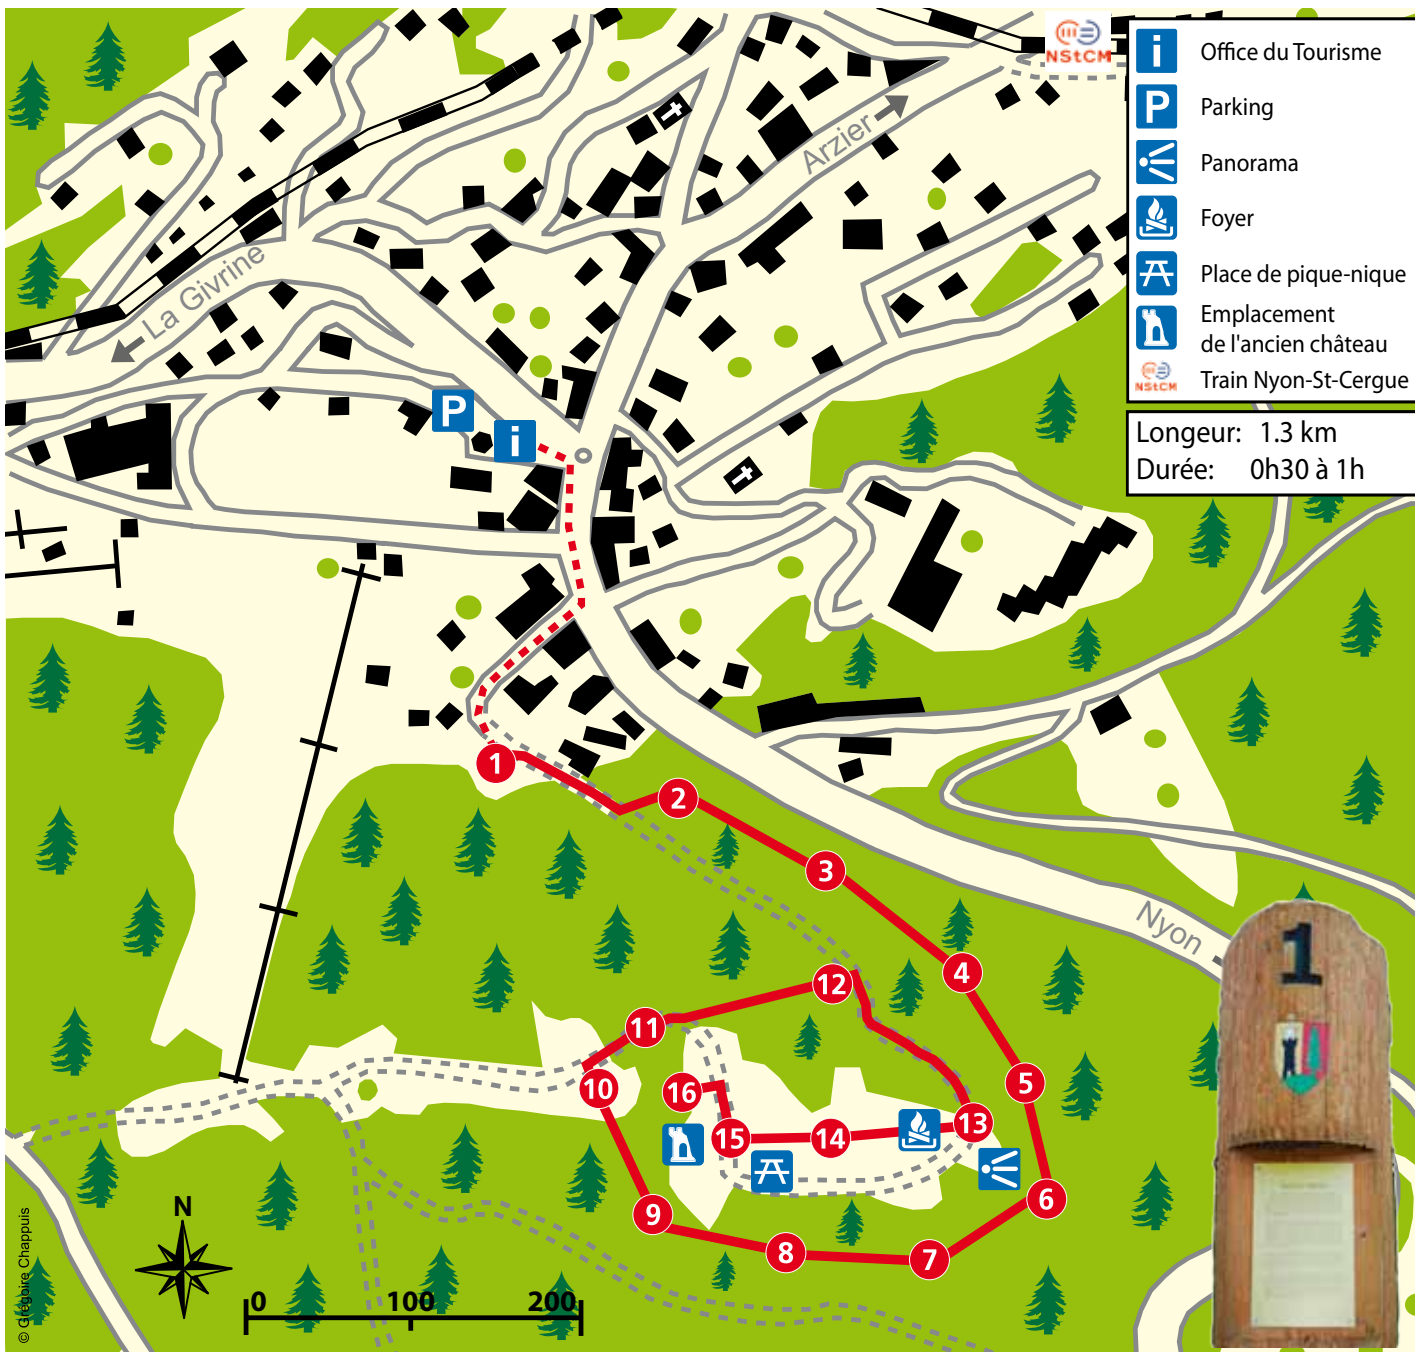 NStCM
i
Office du Tourisme
P
Parking
Panorama
Foyer
Place de pique-nique
Emplacement
de l'ancien château
NStCM
Train Nyon-St-Cergue
Longeur: 1.3 km
Durée: 0h30 à 1h
Arzier
La Givrine
P
i
Nyon
1
2
3
4
5
6
7
8
9
10
11
12
13
14
15
16
1
N
0 100 200
© Grégoire Chappuis